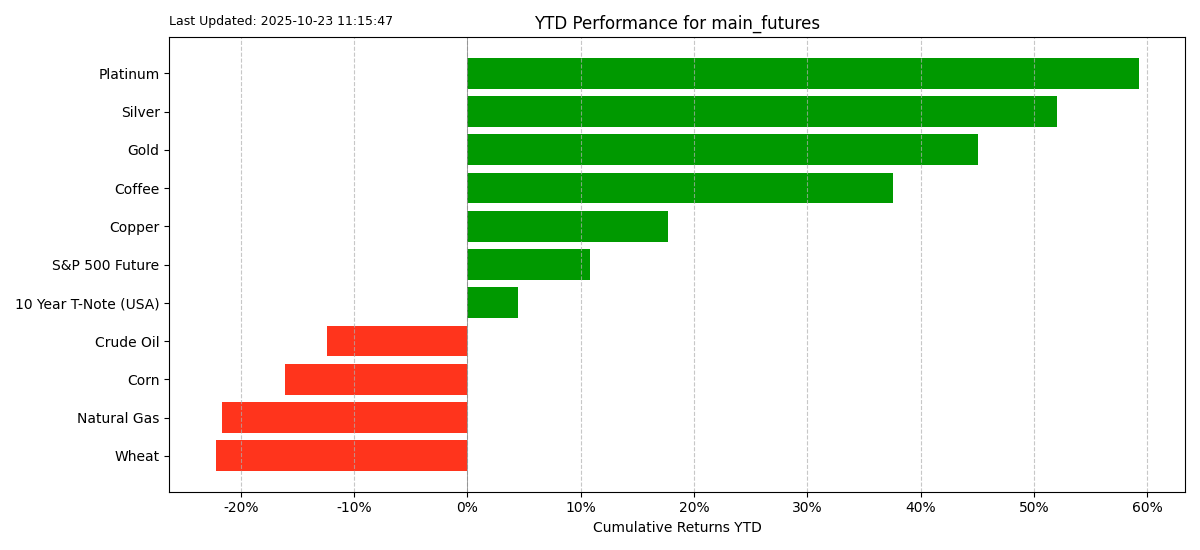 Last Updated: 2025-10-23 11:15:47
YTD Performance for main_futures
Platinum
Silver
Gold
Coffee
Copper
S&P 500 Future
10 Year T-Note (USA)
Crude Oil
Corn
Natural Gas
Wheat
-20% -10% 0% 10% 20% 30% 40% 50% 60%
Cumulative Returns YTD